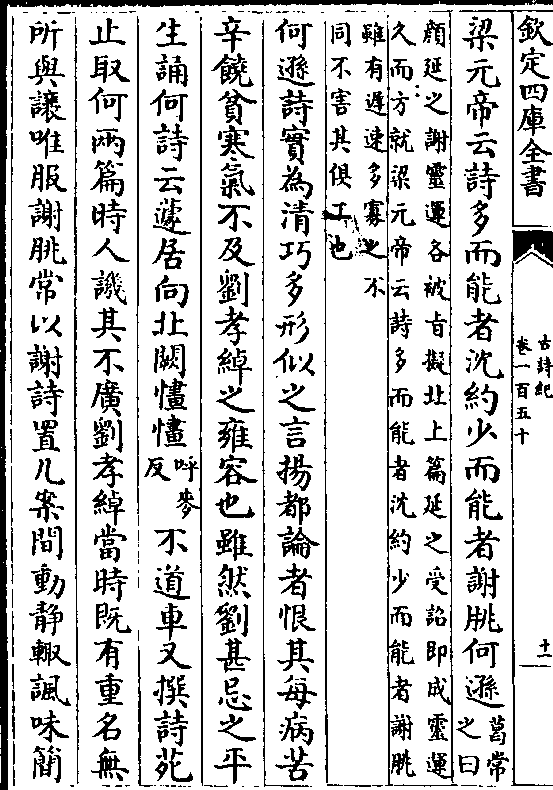 欽定四庫全書
古詩紀
卷一百五十
十一
梁元帝云詩多而能者沈約少而能者謝朓何遜葛常之曰
顔延之謝靈運各被旨擬北上篇延之受詔即成靈運
久而方就梁元帝云詩多而能者沈約少而能者謝朓
雖有遲速多寡之不
同不害其俱工也
何遜詩實為清巧多形似之言揚都論者恨其每病苦
辛饒貧寒氣不及劉孝綽之雍容也雖然劉甚忌之平
生誦何詩云蘧居向北闕㦎㦎呼麥反不道車又撰詩苑
止取何兩篇時人譏其不廣劉孝綽當時既有重名無
所與讓唯服謝朓常以謝詩置几案間動靜輙諷味簡